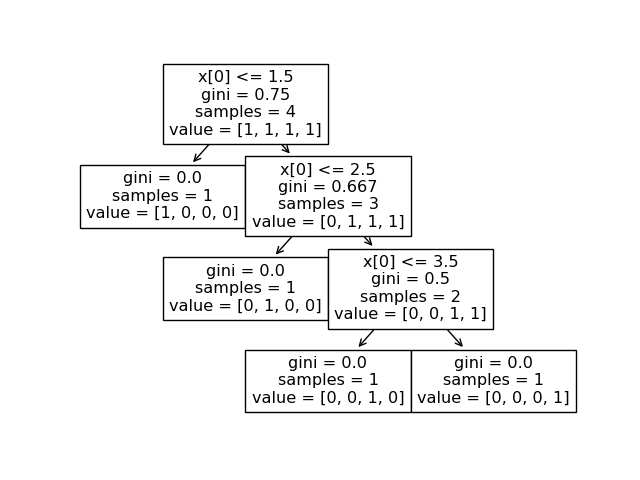 x[0] <= 1.5
gini = 0.75
samples = 4
value = [1, 1, 1, 1]
gini = 0.0
samples = 1
value = [1, 0, 0, 0]
x[0] <= 2.5
gini = 0.667
samples = 3
value = [0, 1, 1, 1]
gini = 0.0
samples = 1
value = [0, 1, 0, 0]
x[0] <= 3.5
gini = 0.5
samples = 2
value = [0, 0, 1, 1]
gini = 0.0
samples = 1
value = [0, 0, 1, 0]
gini = 0.0
samples = 1
value = [0, 0, 0, 1]